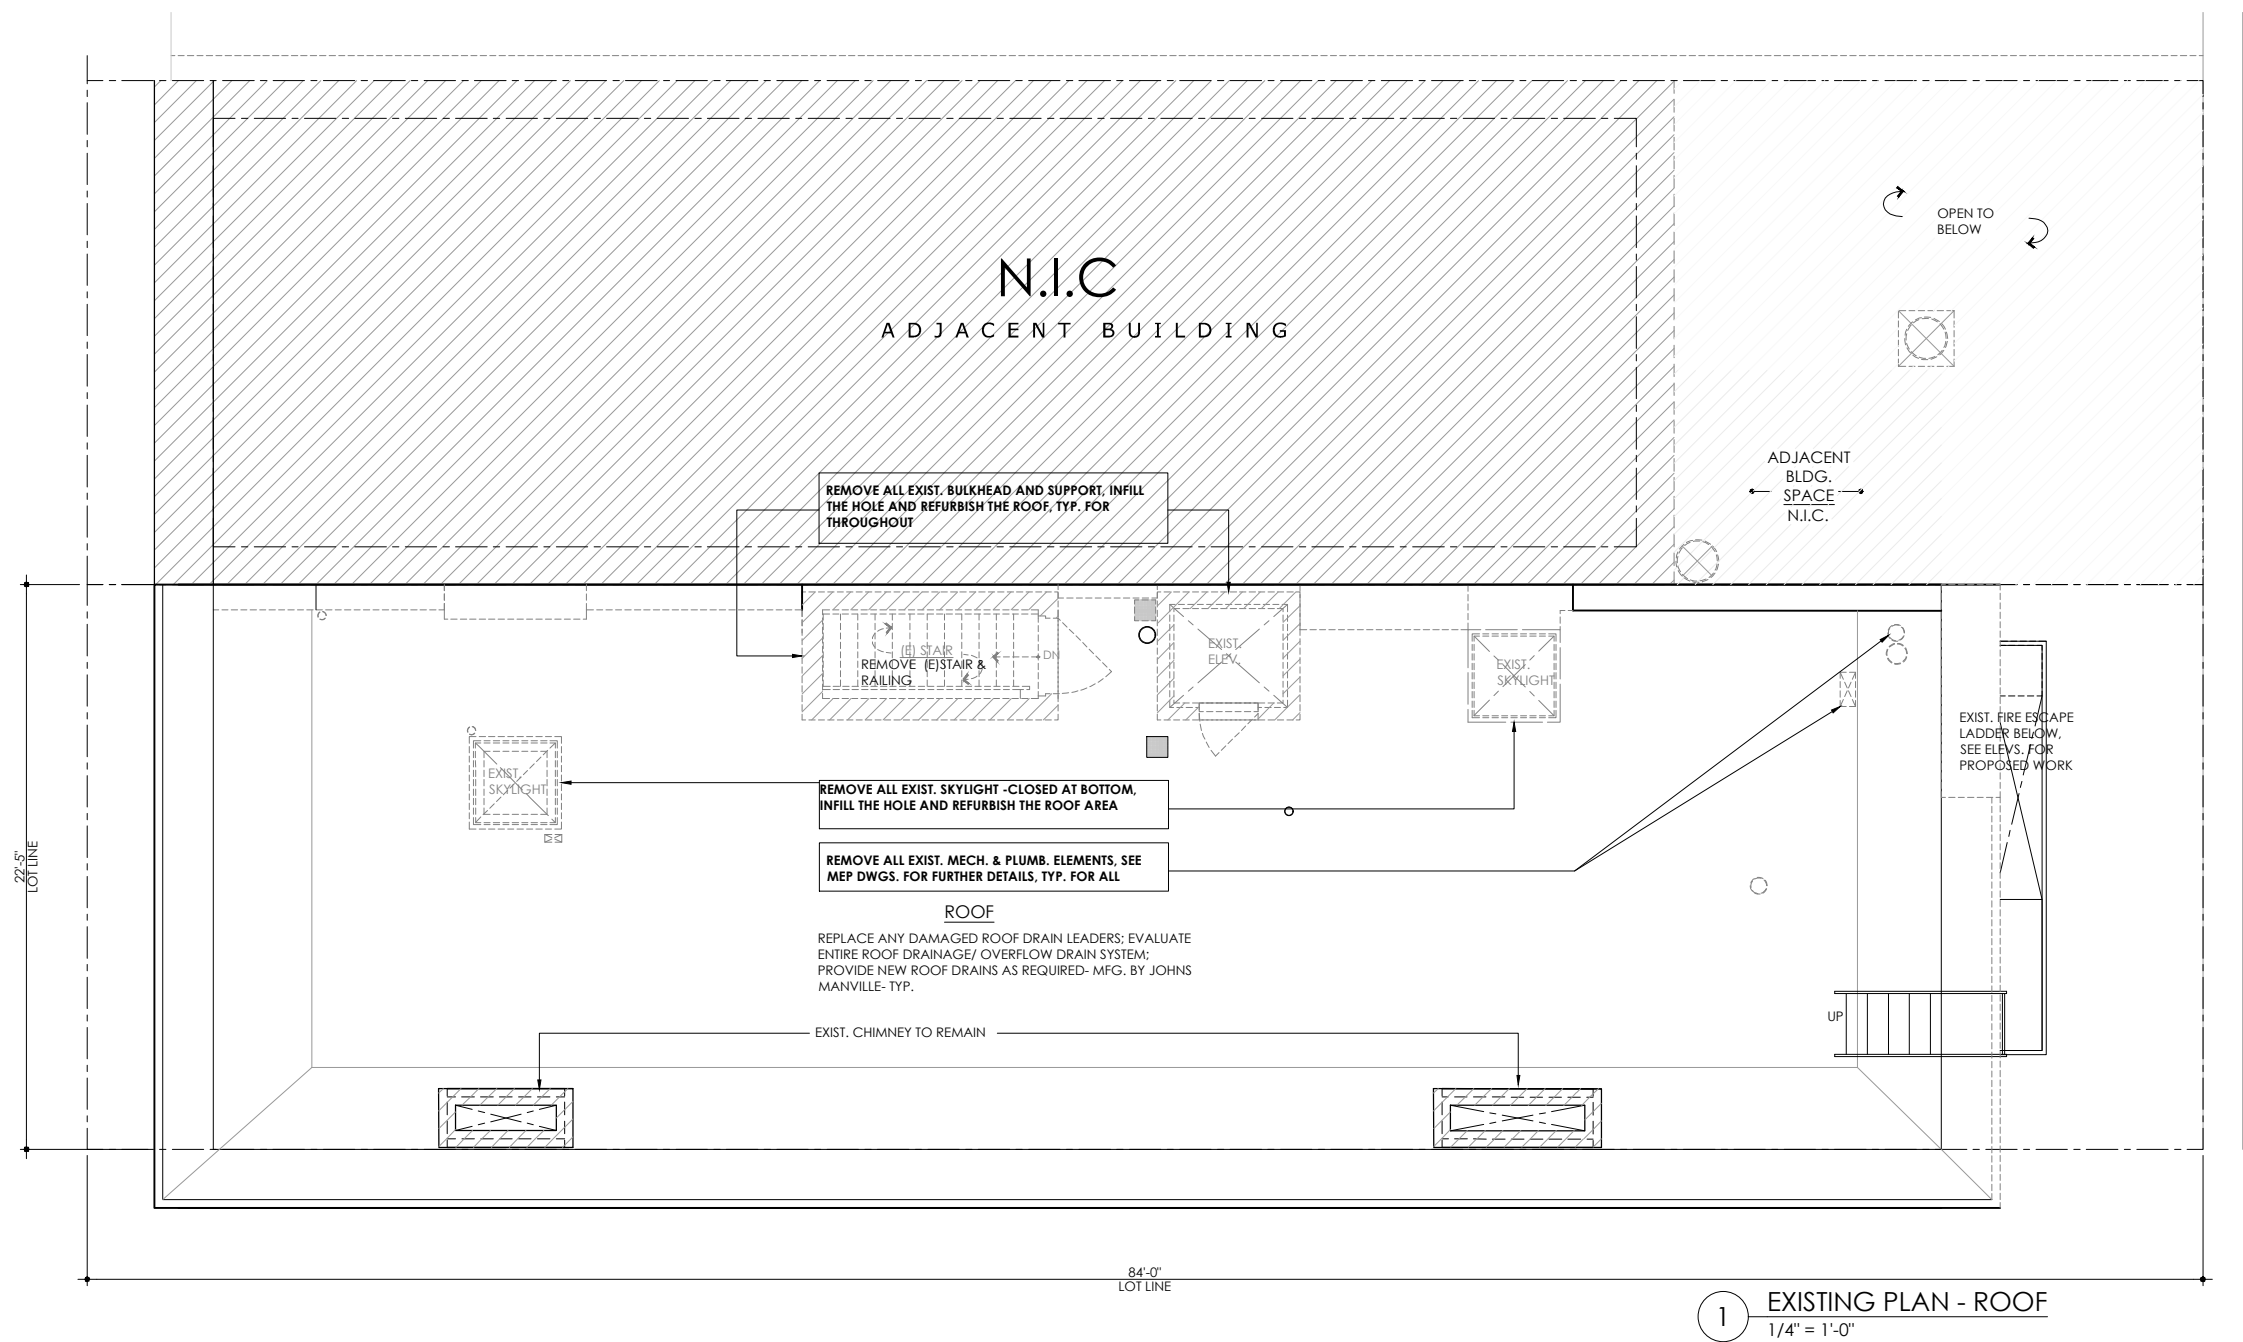 OPEN TO
BELOW
N.I.C
ADJACENT BUILDING
ADJACENT
BLDG.
SPACE
N.I.C.
REMOVE ALL EXIST. BULKHEAD AND SUPPORT, INFILL
THE HOLE AND REFURBISH THE ROOF, TYP. FOR
THROUGHOUT
(E) STAIR
REMOVE (E)STAIR &
RAILING
DN
EXIST.
ELEV.
EXIST.
SKYLIGHT
EXIST. FIRE ESCAPE
LADDER BELOW,
SEE ELEVS. FOR
PROPOSED WORK
EXIST.
SKYLIGHT
REMOVE ALL EXIST. SKYLIGHT -CLOSED AT BOTTOM,
INFILL THE HOLE AND REFURBISH THE ROOF AREA
REMOVE ALL EXIST. MECH. & PLUMB. ELEMENTS, SEE
MEP DWGS. FOR FURTHER DETAILS, TYP. FOR ALL
22'-5"
LOT LINE
ROOF
REPLACE ANY DAMAGED ROOF DRAIN LEADERS; EVALUATE
ENTIRE ROOF DRAINAGE/ OVERFLOW DRAIN SYSTEM;
PROVIDE NEW ROOF DRAINS AS REQUIRED- MFG. BY JOHNS
MANVILLE- TYP.
UP
EXIST. CHIMNEY TO REMAIN
84'-0"
LOT LINE
1
EXISTING PLAN - ROOF
1/4" = 1'-0"